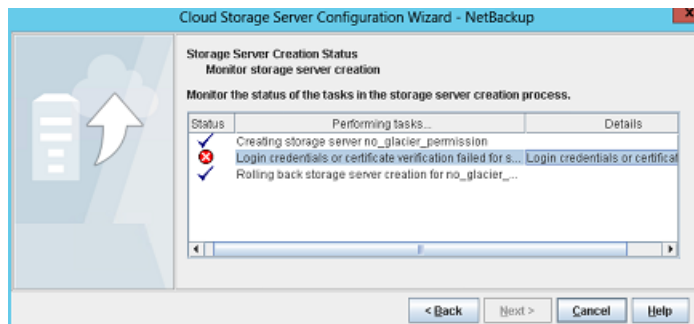 Cloud Storage Server Configuration Wizard - NetBackup
x
Storage Server Creation Status
Monitor storage server creation
Monitor the status of the tasks in the storage server creation process.
Status Performing tasks... Details
Creating storage server no_glacier_permission
Login credentials or certificate verification failed for s... Login credentials or certificat
Rolling back storage server creation for no_glacier_...
< Back Next > Cancel Help